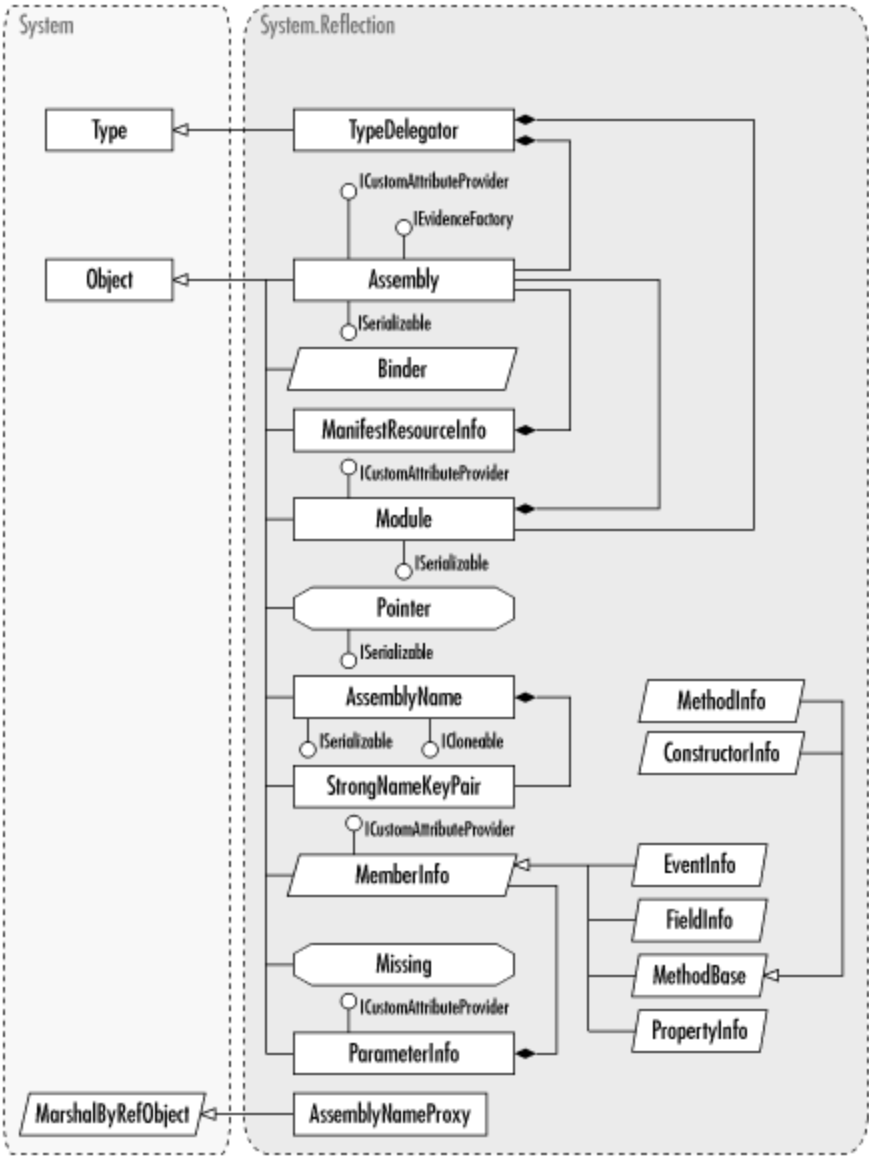 System
System.Reflection
Type
TypeDelegator
ICustomAttributeProvider
IEvidenceFactory
Object
Assembly
ISerializable
Binder
ManifestResourceInfo
ICustomAttributeProvider
Module
ISerializable
Pointer
ISerializable
AssemblyName
MethodInfo
ISerializable
ICloneable
ConstructorInfo
StrongNameKeyPair
ICustomAttributeProvider
MemberInfo
EventInfo
FieldInfo
Missing
MethodBase
ICustomAttributeProvider
PropertyInfo
ParameterInfo
MarshalByRefObject
AssemblyNameProxy